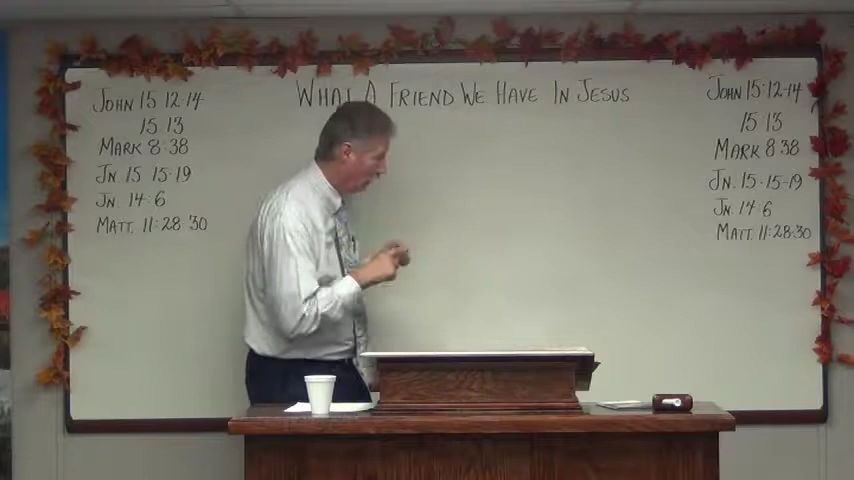 WHAT A FRIEND WE HAVE IN JESUS
JOHN 15 12-14
15 13
MARK 8:38
JN. 15 15-19
JN. 14:6
MATT. 11:28 30
JOHN 15:12-14
15 13
MARK 8 38
JN. 15-15-19
JN. 14:6
MATT. 11:28-30